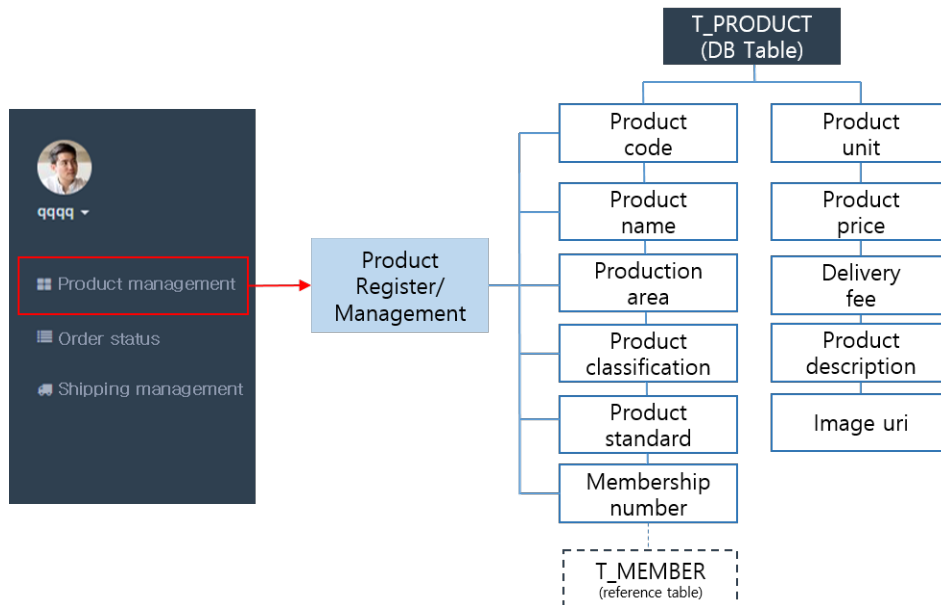 T_PRODUCT
(DB Table)
qqqq
Product management
Order status
Shipping management
Product
Register/
Management
Product
code
Product
name
Production
area
Product
classification
Product
standard
Membership
number
T_MEMBER
(reference table)
Product
unit
Product
price
Delivery
fee
Product
description
Image uri